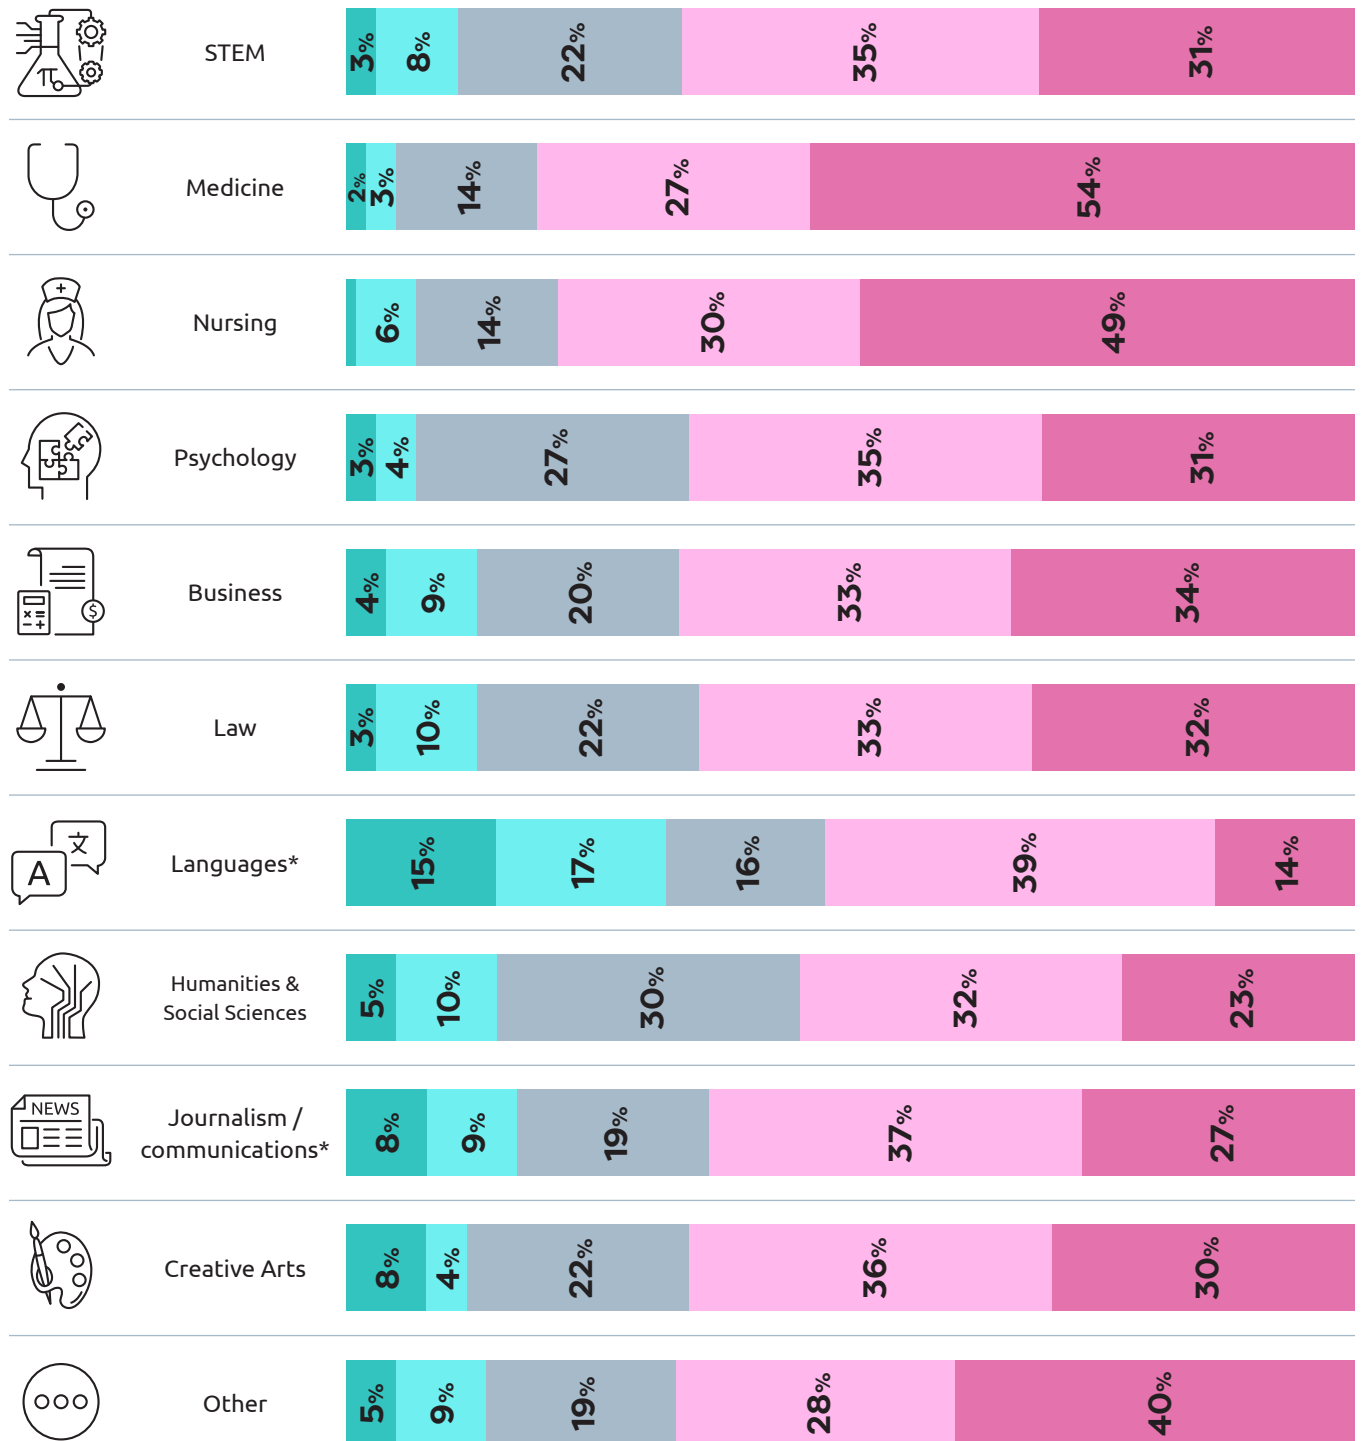 π
STEM
3% 8% 22% 35% 31%
Medicine
2% 3% 14% 27% 54%
Nursing
6% 14% 30% 49%
Psychology
3% 4% 27% 35% 31%
$
Business
4% 9% 20% 33% 34%
Law
3% 10% 22% 33% 32%
A 文
Languages*
15% 17% 16% 39% 14%
Humanities &
Social Sciences
5% 10% 30% 32% 23%
NEWS
Journalism /
communications*
8% 9% 19% 37% 27%
Creative Arts
8% 4% 22% 36% 30%
Other
5% 9% 19% 28% 40%